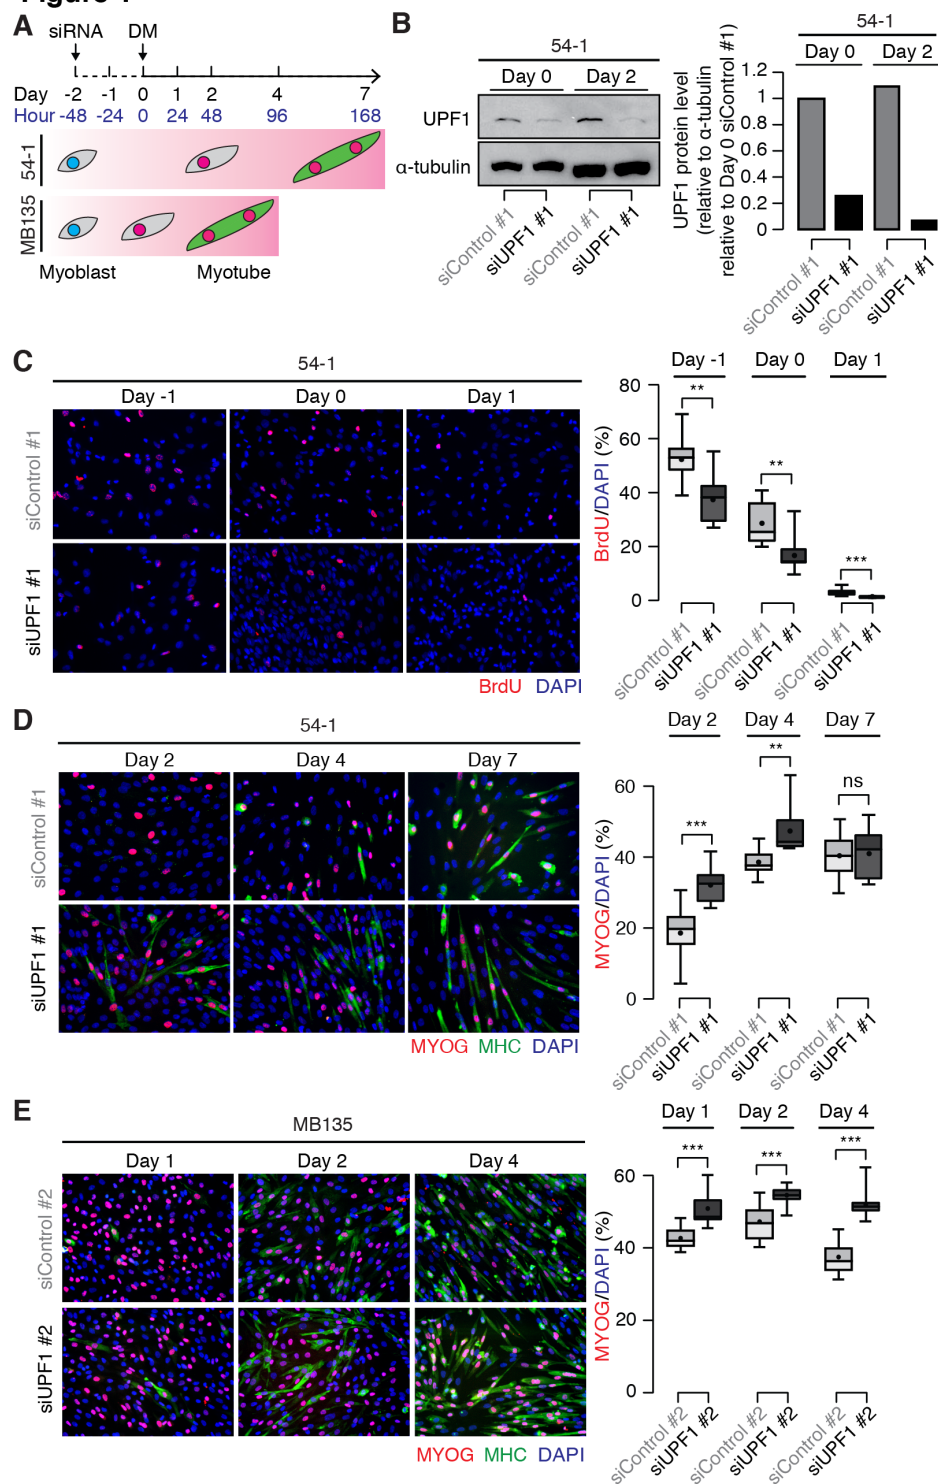 A
siRNA DM
Day -2 -1 0 1 2 4 7
Hour -48 -24 0 24 48 96 168
54-1
MB135
Myoblast Myotube
B
54-1
Day 0 Day 2
UPF1
α-tubulin
siControl #1
siUPF1 #1
siControl #1
siUPF1 #1
54-1
Day 0 Day 2
UPF1 protein level
(relative to α-tubulin
relative to Day 0 siControl #1)
1.2
1
0.8
0.6
0.4
0.2
0
siControl #1
siUPF1 #1
siControl #1
siUPF1 #1
C
54-1
Day -1 Day 0 Day 1
siControl #1
siUPF1 #1
BrdU DAPI
Day -1 Day 0 Day 1
BrdU/DAPI (%)
80
60
40
20
0
** ** ***
siControl #1
siUPF1 #1
siControl #1
siUPF1 #1
siControl #1
siUPF1 #1
D
54-1
Day 2 Day 4 Day 7
siControl #1
siUPF1 #1
MYOG MHC DAPI
Day 2 Day 4 Day 7
MYOG/DAPI (%)
60
40
20
0
*** ** ns
siControl #1
siUPF1 #1
siControl #1
siUPF1 #1
siControl #1
siUPF1 #1
E
MB135
Day 1 Day 2 Day 4
siControl #2
siUPF1 #2
MYOG MHC DAPI
Day 1 Day 2 Day 4
MYOG/DAPI (%)
60
40
20
0
*** *** ***
siControl #2
siUPF1 #2
siControl #2
siUPF1 #2
siControl #2
siUPF1 #2